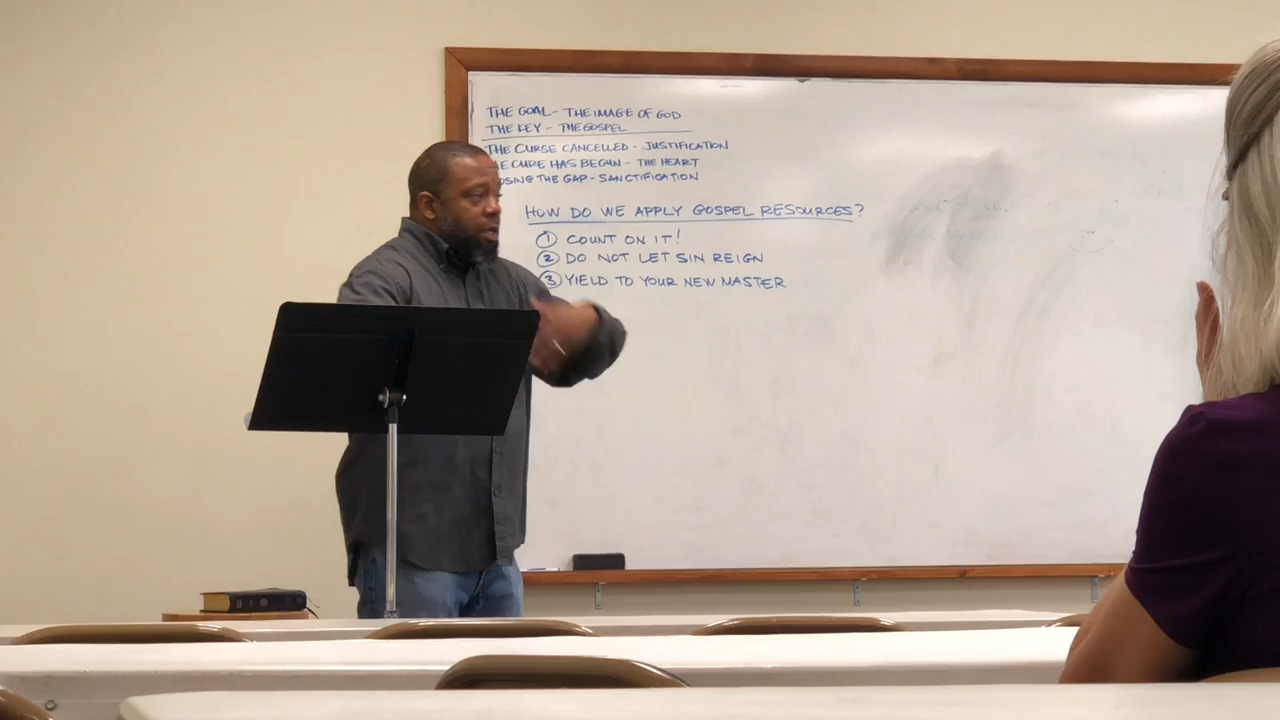 THE GOAL - THE IMAGE OF GOD
THE KEY - THE GOSPEL
THE CURSE CANCELLED - JUSTIFICATION
CURE HAS BEGUN - THE HEART
THE GAP - SANCTIFICATION
HOW DO WE APPLY GOSPEL RESOURCES?
① COUNT ON IT!
② DO NOT LET SIN REIGN
③ YIELD TO YOUR NEW MASTER